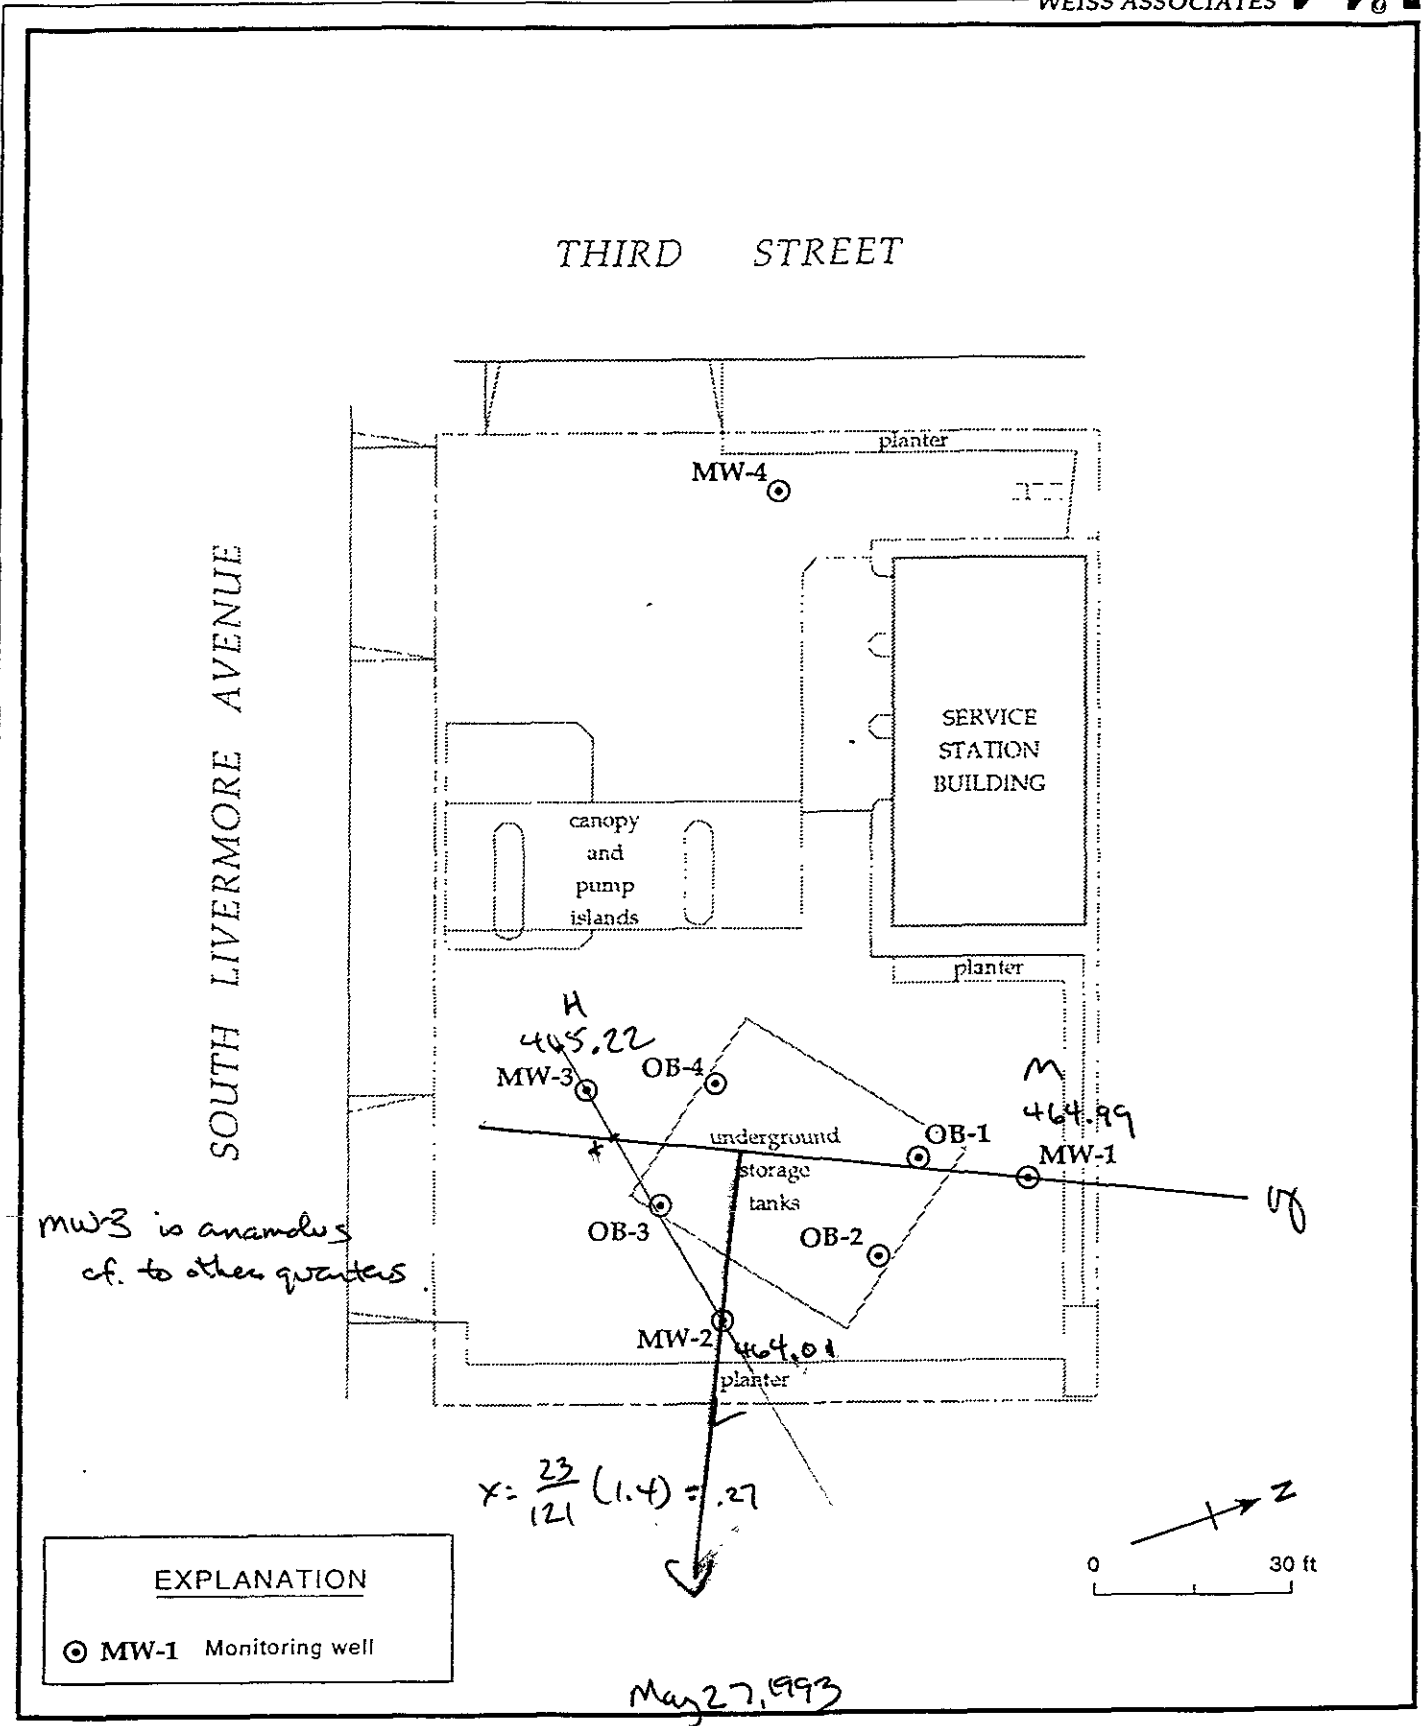 WEISS ASSOCIATES
THIRD STREET
SOUTH LIVERMORE AVENUE
planter
MW-4
SERVICE
STATION
BUILDING
canopy
and
pump
islands
planter
H
465.22
MW-3
OB-4
M
464.99
underground
storage
tanks
OB-1
MW-1
x
OB-3
OB-2
mw-3 is anamolus
cf. to other quarters
MW-2
464.01
planter
L
x = 23/121 (1.4) = .27
N
0 30 ft
EXPLANATION
MW-1 Monitoring well
May 27, 1993